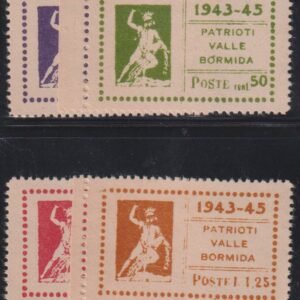 1943-45
PATRIOTI
VALLE
BORMIDA
POSTE CENT 50
1943-45
PATRIOTI
VALLE
BORMIDA
POSTE L. 1,25